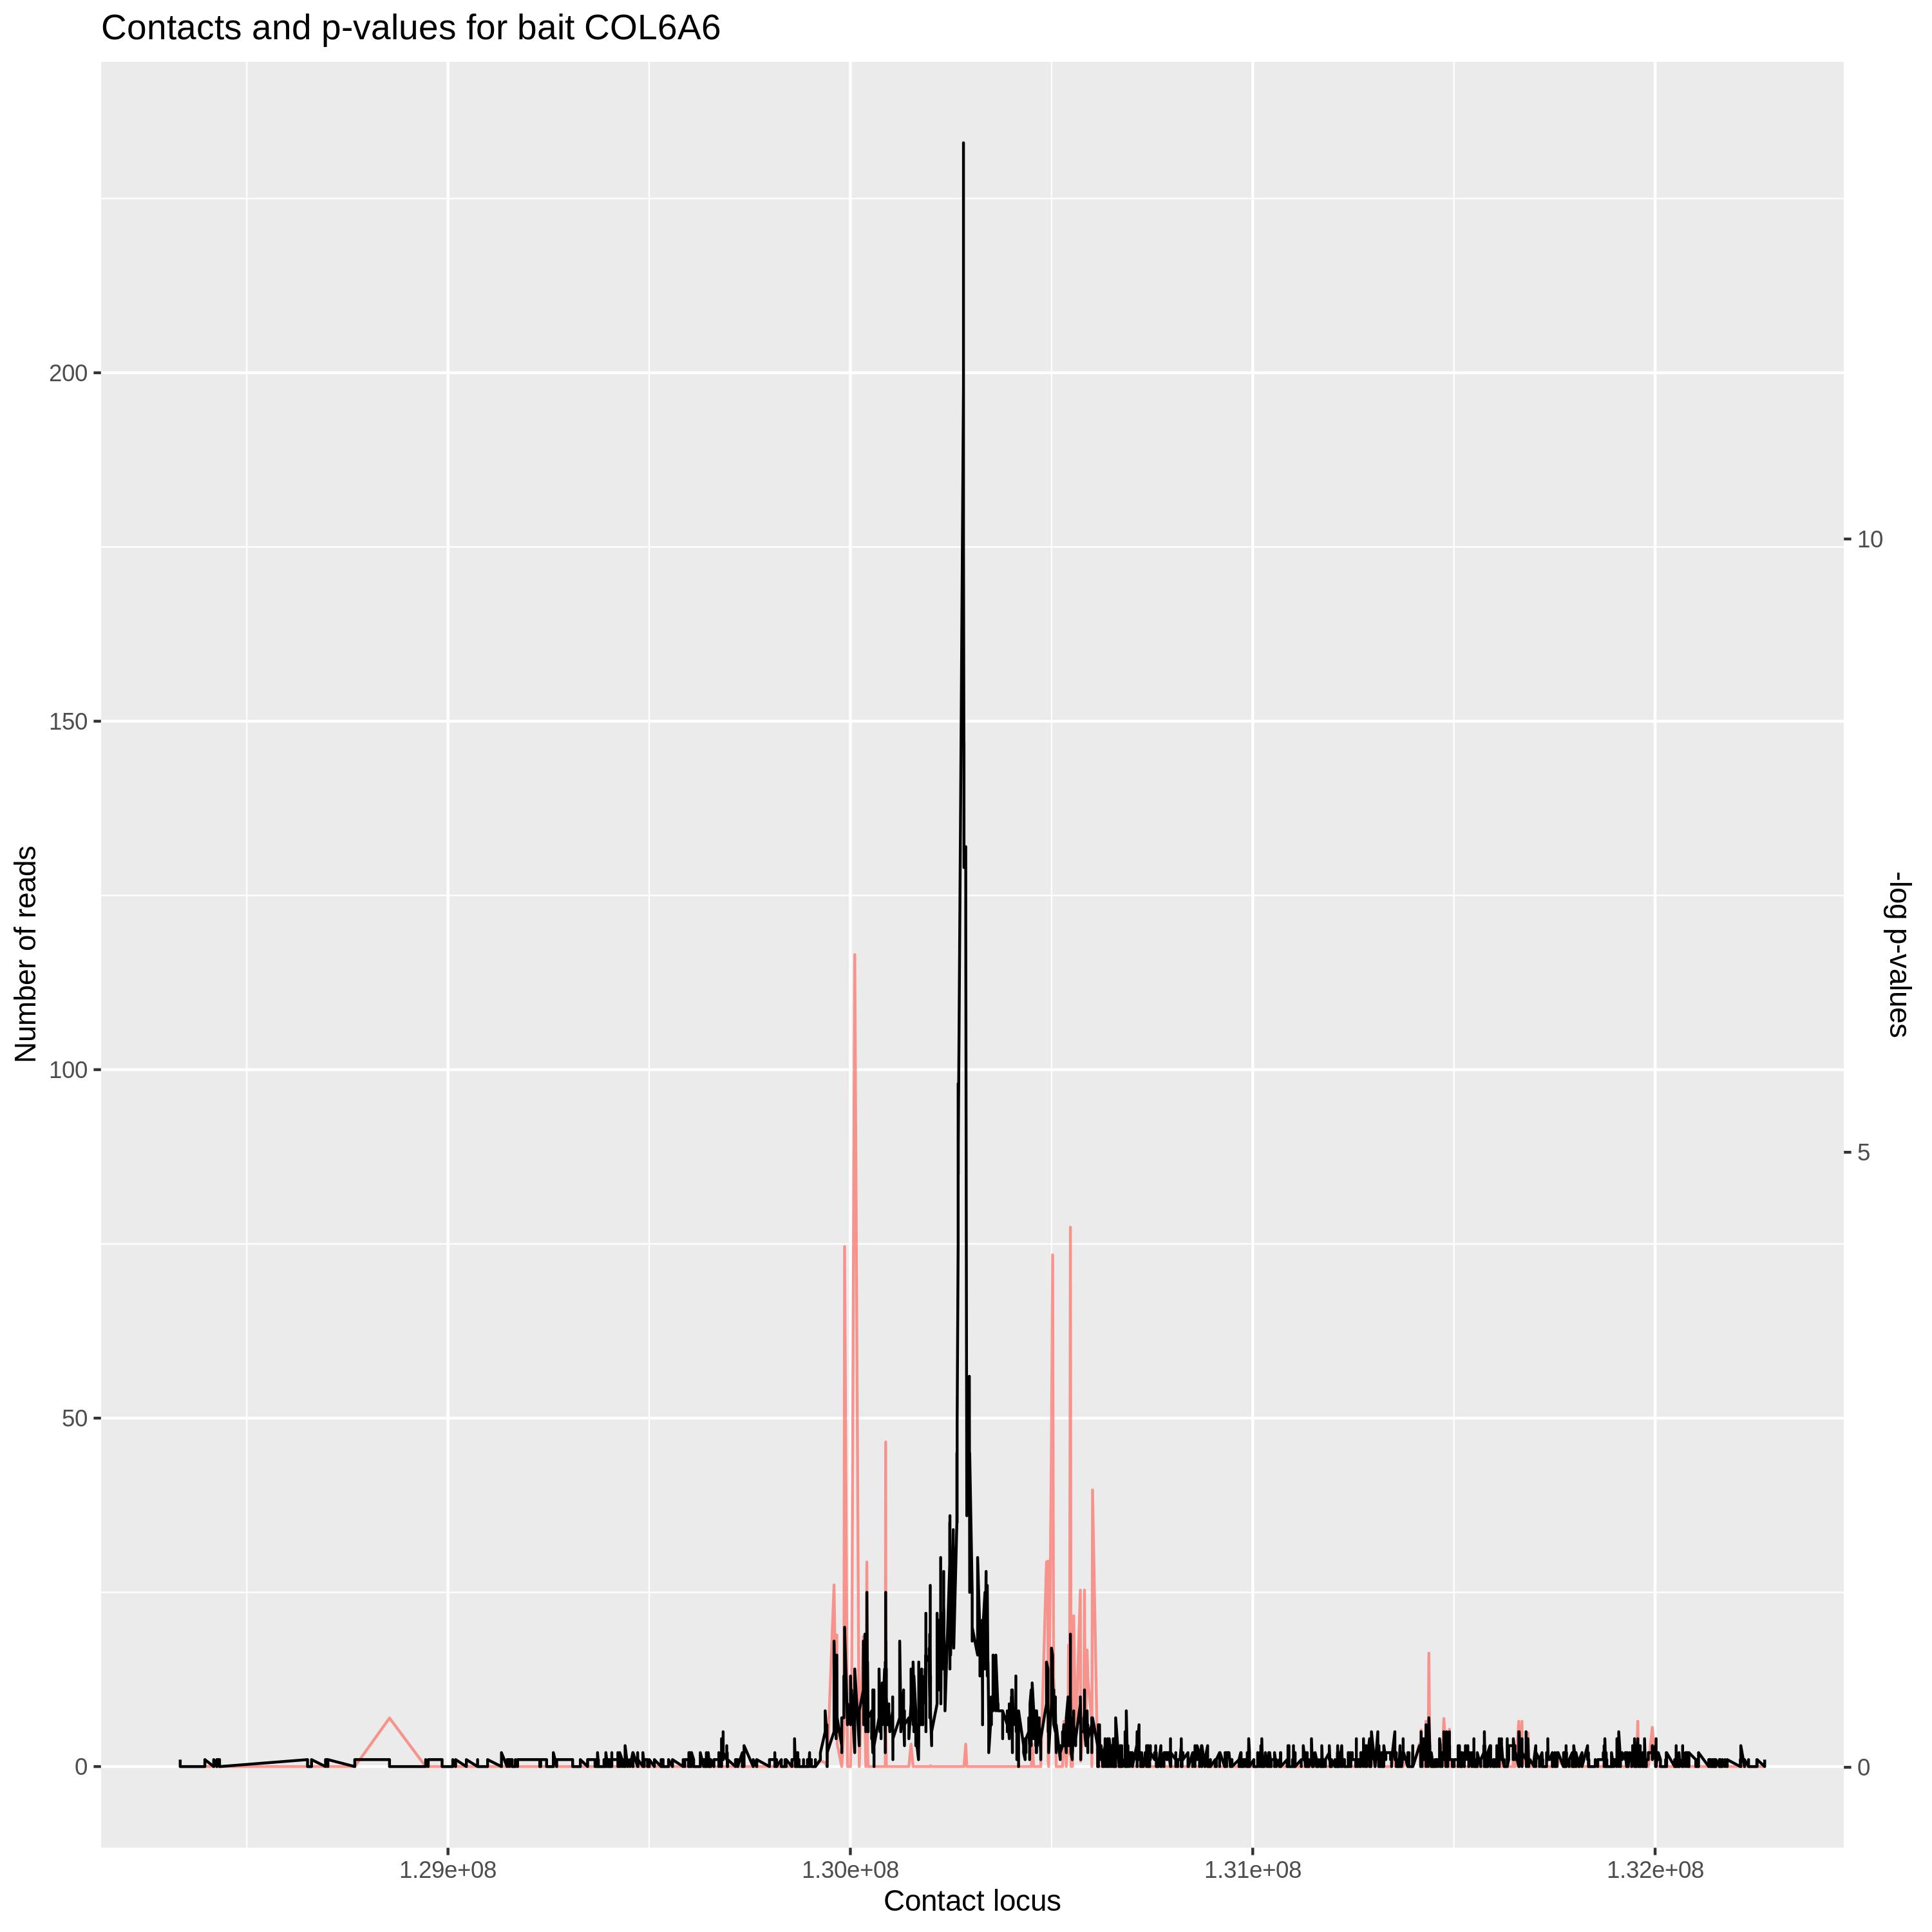 Contacts and p-values for bait COL6A6
200
150
100
50
0
Number of reads
10
5
0
-log p-values
1.29e+08
1.30e+08
1.31e+08
1.32e+08
Contact locus